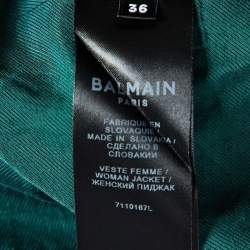 36
BALMAIN
PARIS
FABRIQUE EN
SLOVAQUIE/
MADE IN SLOVAKIA/
СДЕЛАНО В
СЛОВАКИИ
VESTE FEMME/
WOMAN JACKET/
ЖЕНСКИЙ ПИДЖАК
7110167L